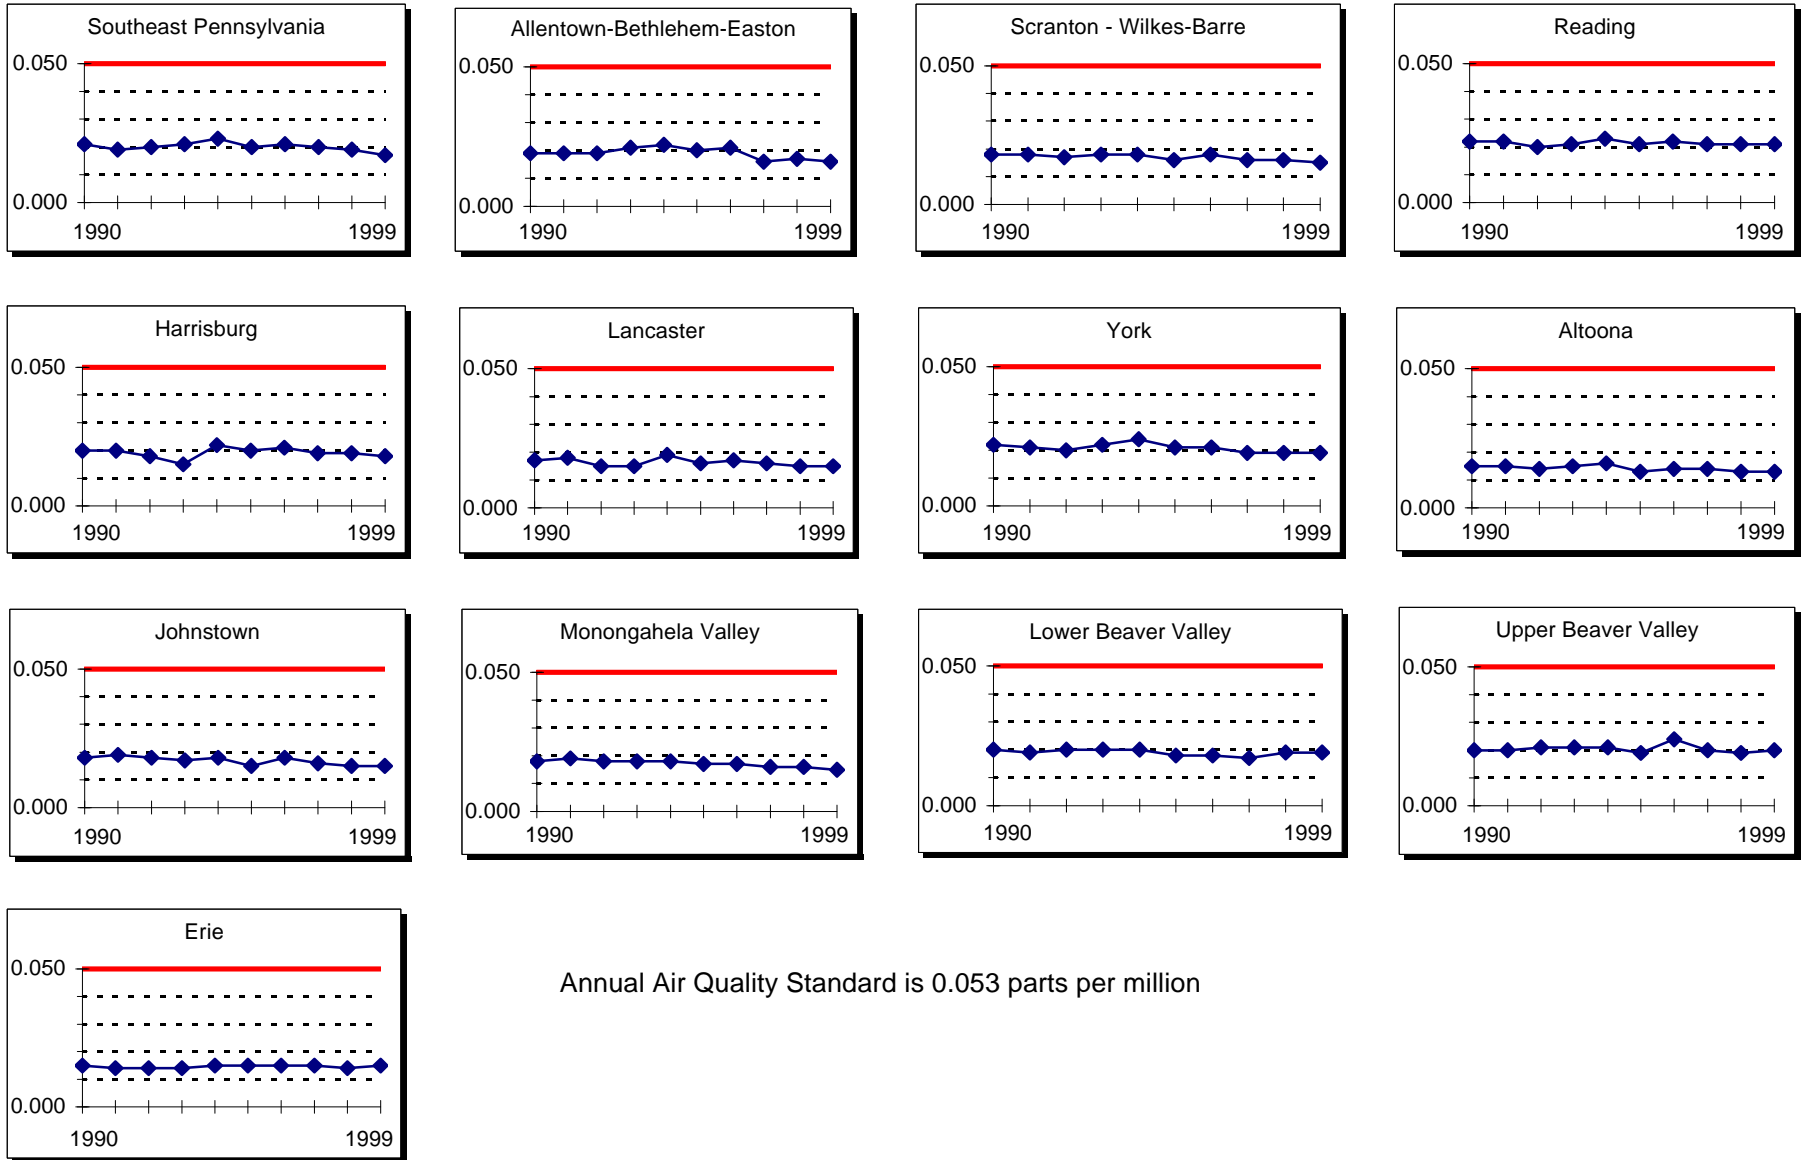 Southeast Pennsylvania
0.050
0.000
1990 1999
Allentown-Bethlehem-Easton
0.050
0.000
1990 1999
Scranton - Wilkes-Barre
0.050
0.000
1990 1999
Reading
0.050
0.000
1990 1999
Harrisburg
0.050
0.000
1990 1999
Lancaster
0.050
0.000
1990 1999
York
0.050
0.000
1990 1999
Altoona
0.050
0.000
1990 1999
Johnstown
0.050
0.000
1990 1999
Monongahela Valley
0.050
0.000
1990 1999
Lower Beaver Valley
0.050
0.000
1990 1999
Upper Beaver Valley
0.050
0.000
1990 1999
Erie
0.050
0.000
1990 1999
Annual Air Quality Standard is 0.053 parts per million